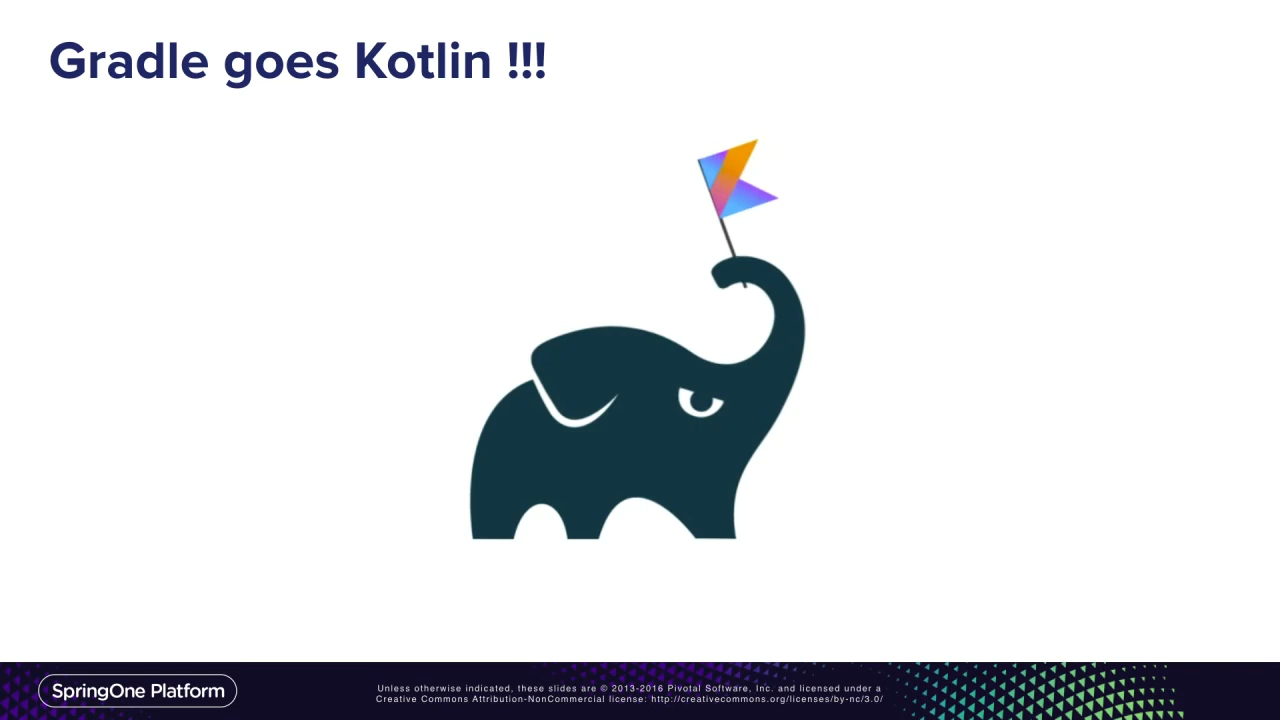 Gradle goes Kotlin !!!
SpringOne Platform
Unless otherwise indicated, these slides are © 2013-2016 Pivotal Software, Inc. and licensed under a
Creative Commons Attribution-NonCommercial license: http://creativecommons.org/licenses/by-nc/3.0/